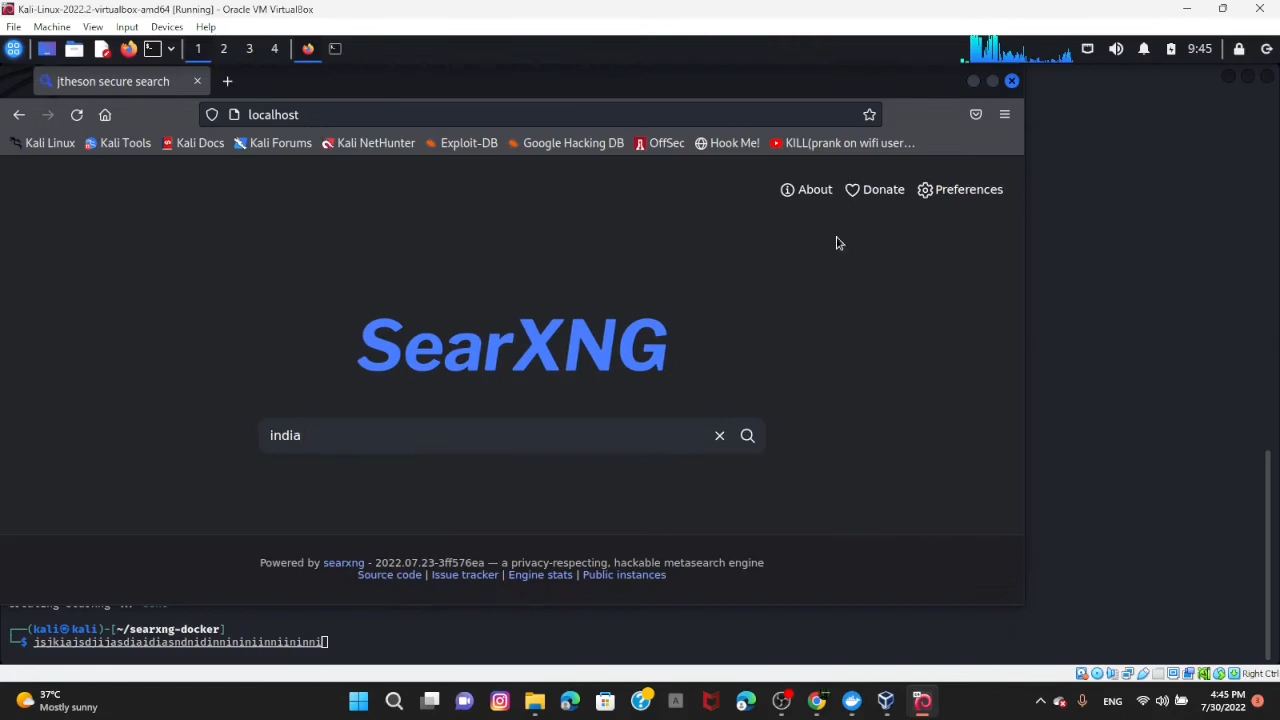 Kali-Linux-2022.2-virtualbox-amd64 [Running] - Oracle VM VirtualBox
File Machine View Input Devices Help
1 2 3 4 9:45
jtheson secure search
localhost
Kali Linux Kali Tools Kali Docs Kali Forums Kali NetHunter Exploit-DB Google Hacking DB OffSec Hook Me! KILL(prank on wifi user…
About Donate Preferences
SearXNG
india
Powered by searxng - 2022.07.23-3ff576ea — a privacy-respecting, hackable metasearch engine
Source code | Issue tracker | Engine stats | Public instances
┌──(kali㉿kali)-[~/searxng-docker]
└─$ jsjkiajsdjijasdiaidiasndnidinnininiinniininni
Right Ctrl
37°C
Mostly sunny
ENG
4:45 PM
7/30/2022